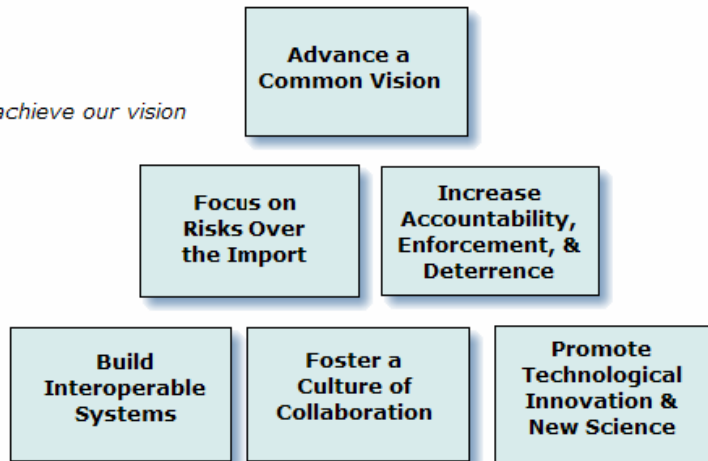 Advance a
Common Vision
achieve our vision
Focus on
Risks Over
the Import
Increase
Accountability,
Enforcement, &
Deterrence
Build
Interoperable
Systems
Foster a
Culture of
Collaboration
Promote
Technological
Innovation &
New Science